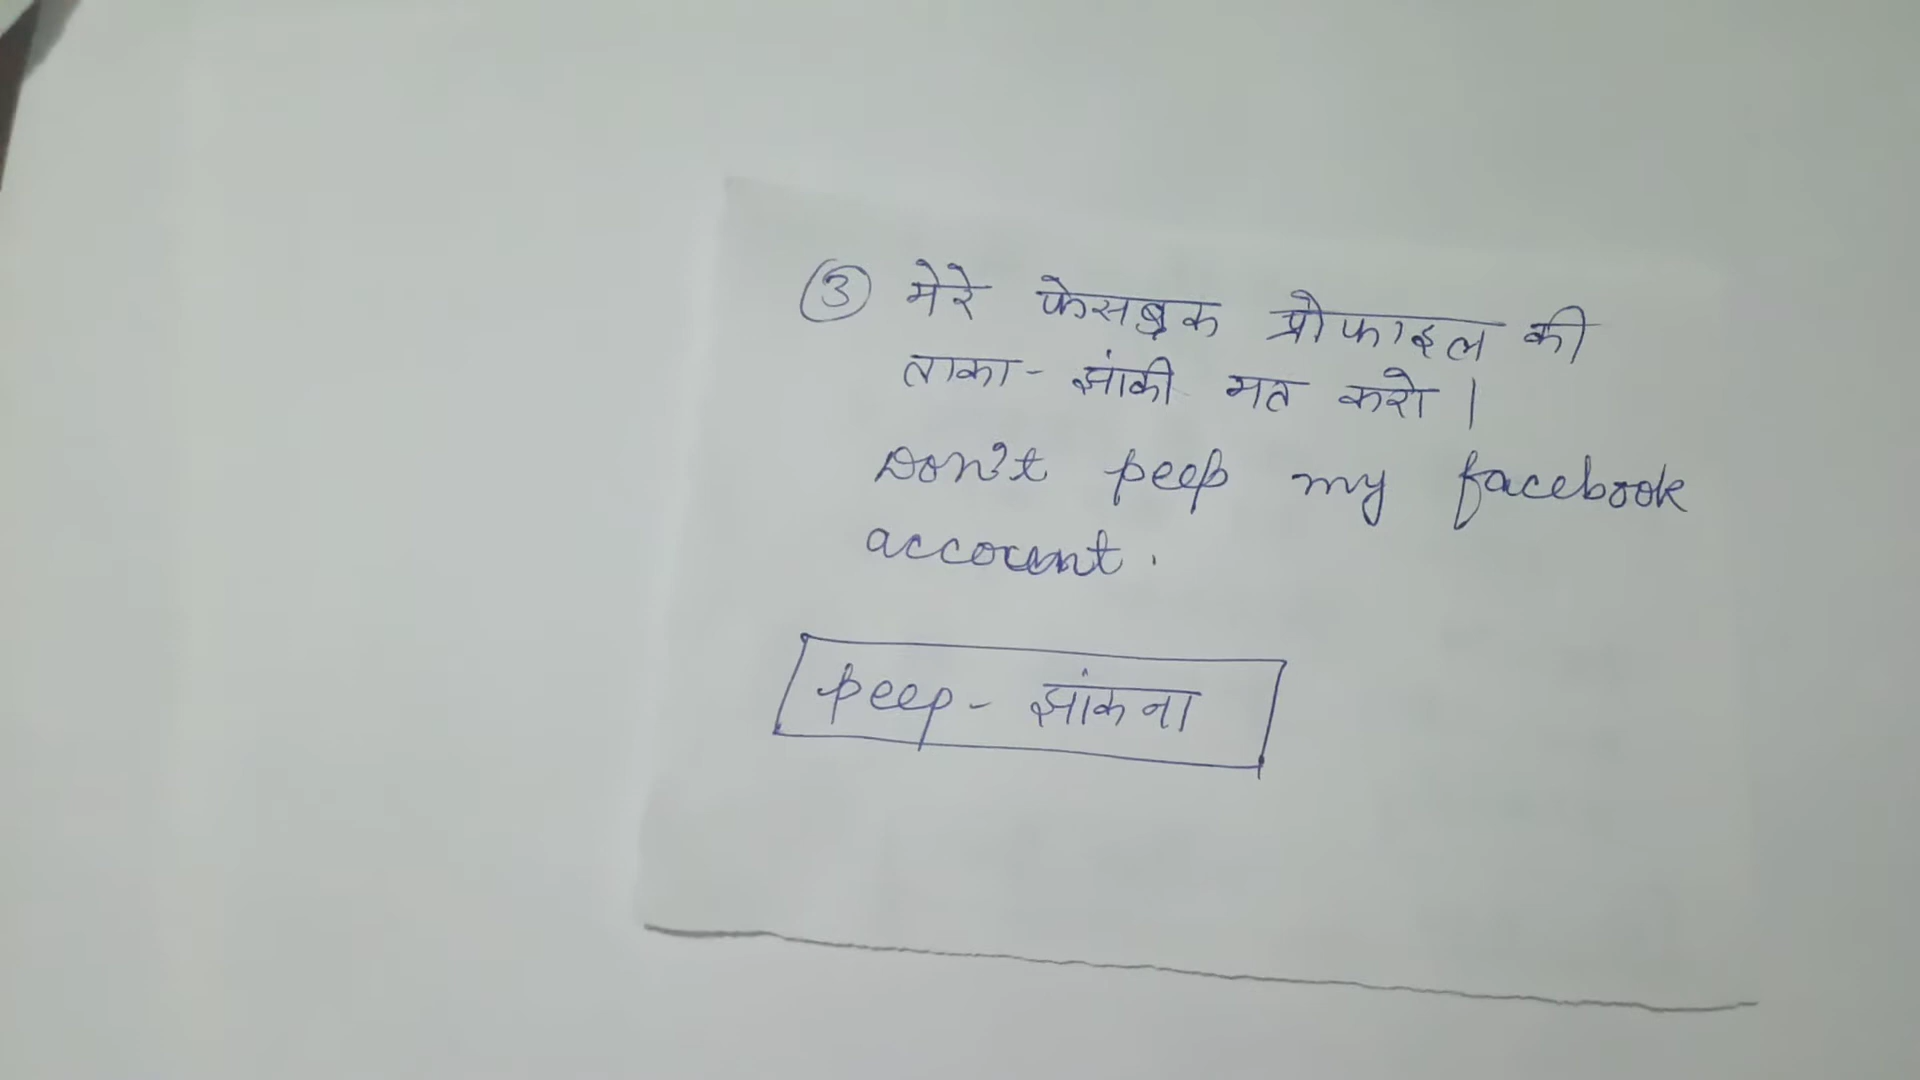 ③ मेरे फेसबुक प्रोफाइल की
ताका-झांकी मत करो।
Don't peep my facebook
account.
peep- झांकना